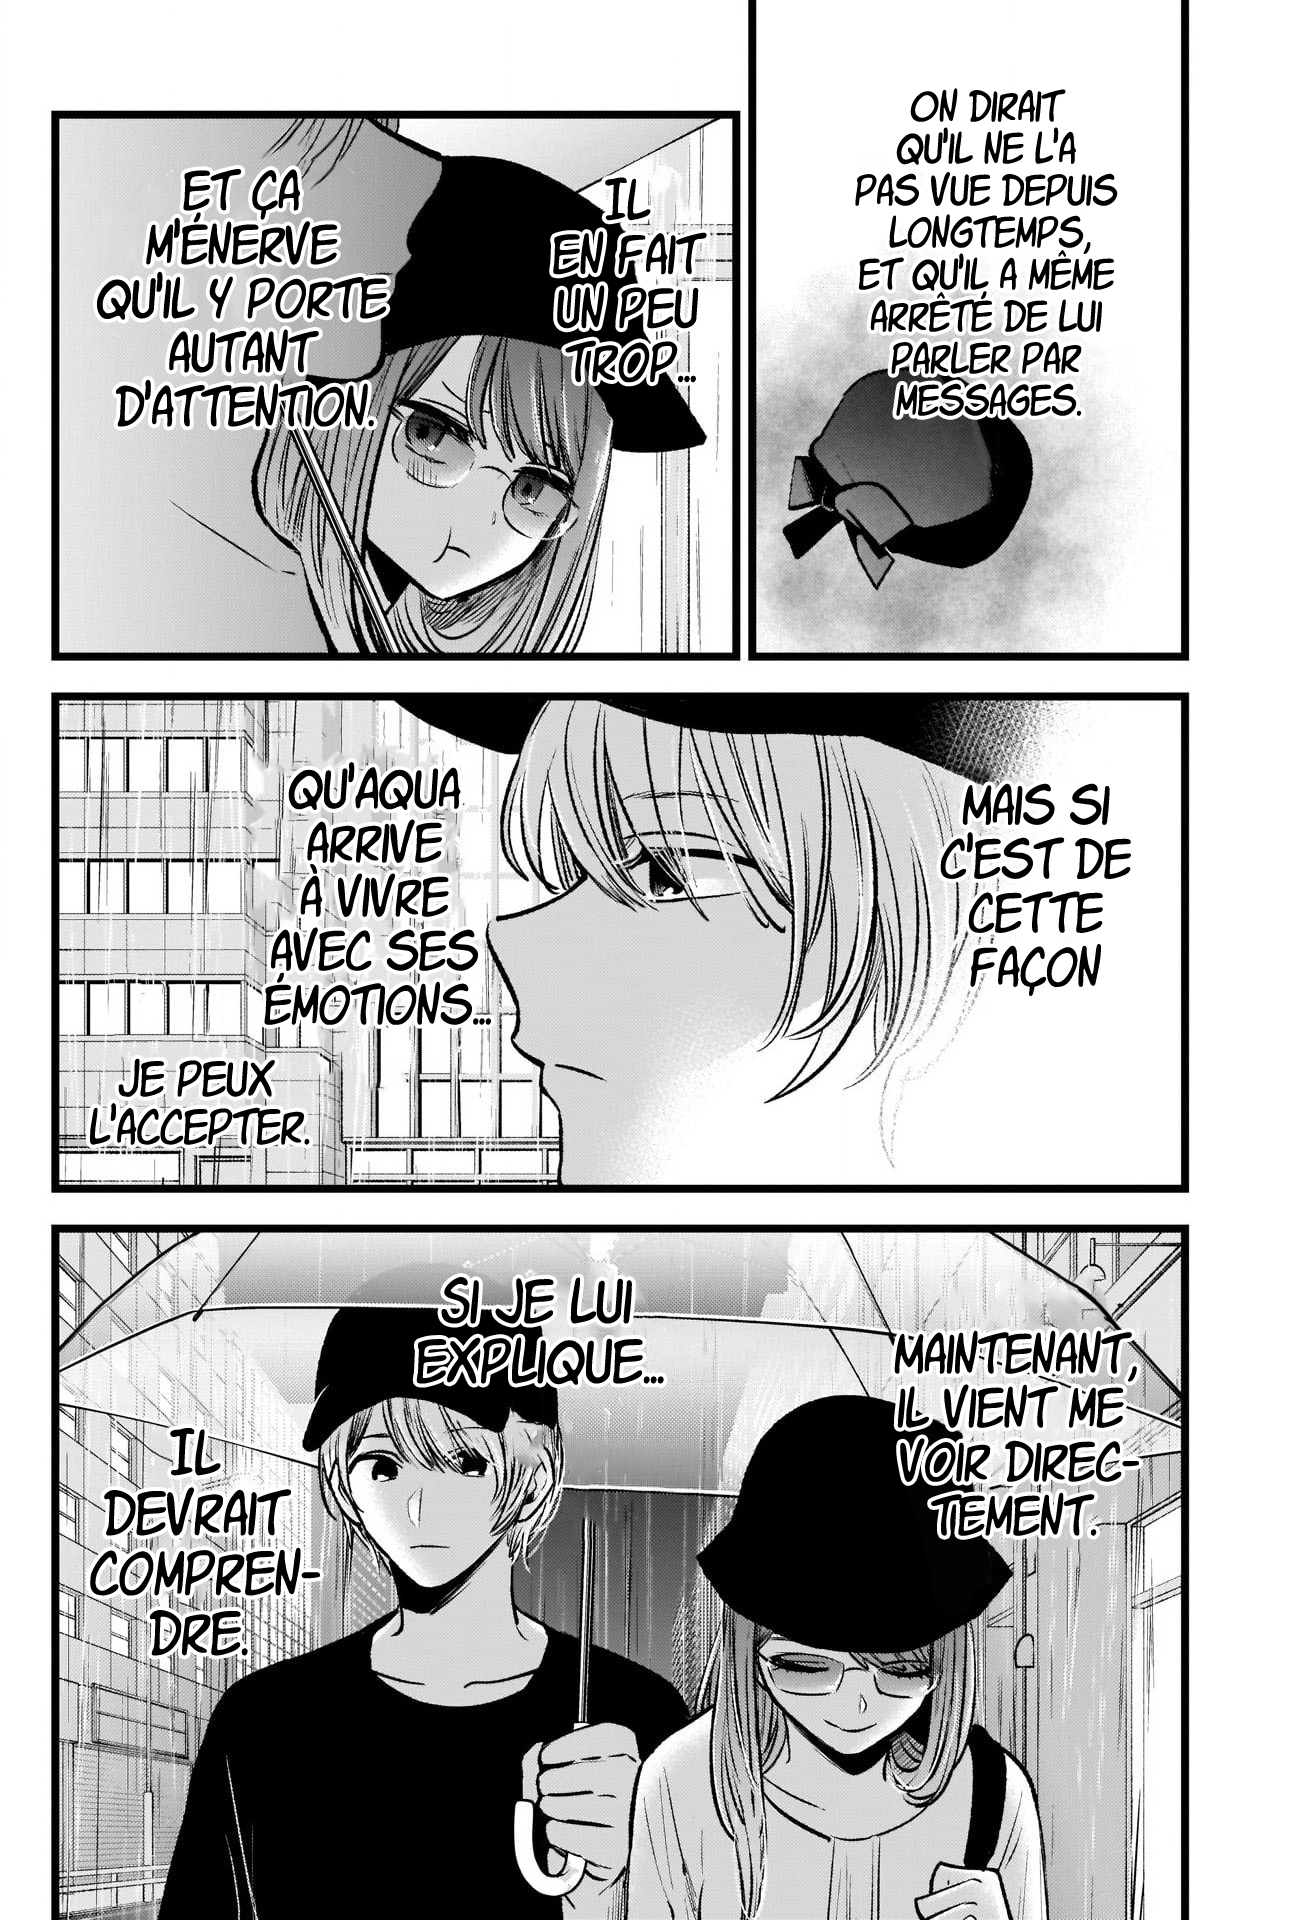 ON DIRAIT
QU'IL NE L'A
PAS VUE DEPUIS
LONGTEMPS,
ET QU'IL A MÊME
ARRÊTÉ DE LUI
PARLER PAR
MESSAGES.
IL
EN FAIT
UN PEU
TROP...
ET ÇA
M'ÉNERVE
QU'IL Y PORTE
AUTANT
D'ATTENTION.
MAIS SI
C'EST DE
CETTE
FAÇON
QU'AQUA
ARRIVE
À VIVRE
AVEC SES
ÉMOTIONS...
JE PEUX
L'ACCEPTER.
MAINTENANT,
IL VIENT ME
VOIR DIREC-
TEMENT.
SI JE LUI
EXPLIQUE...
IL
DEVRAIT
COMPREN-
DRE.